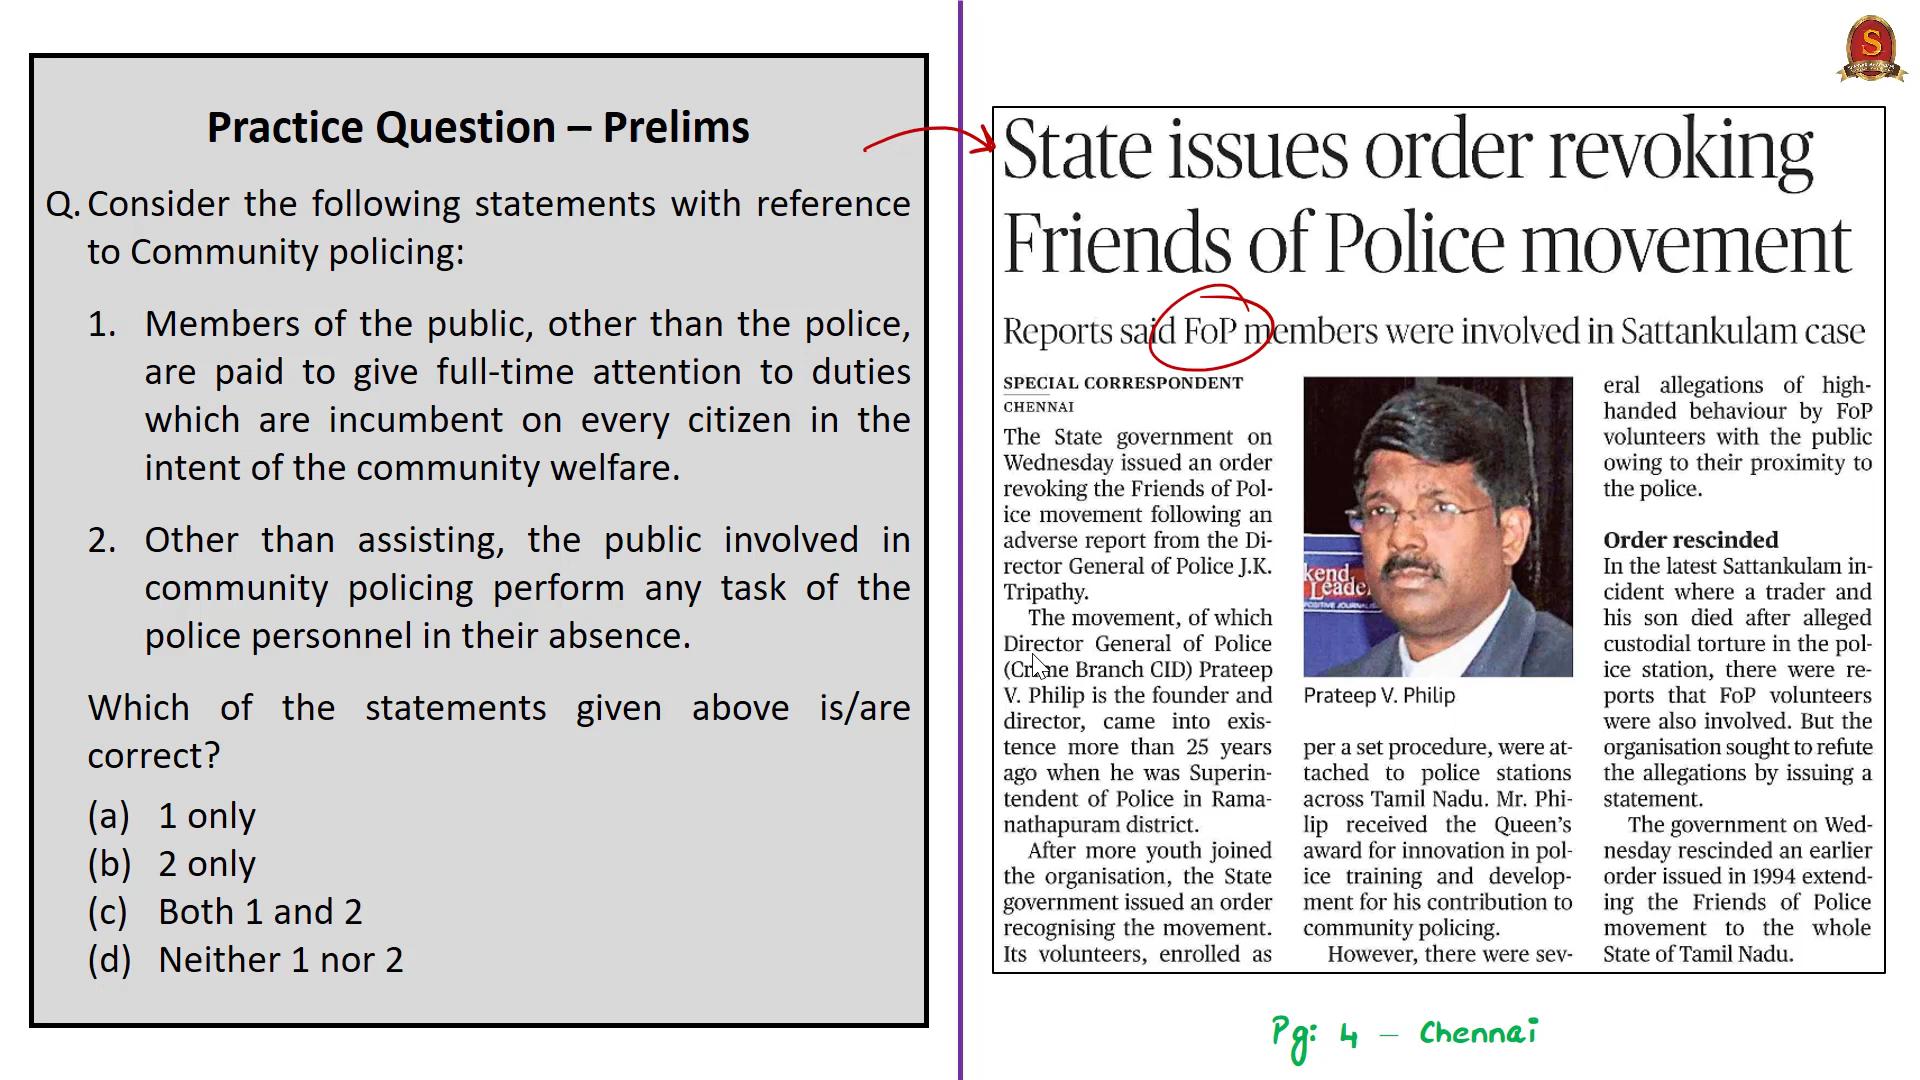 Practice Question – Prelims
Q. Consider the following statements with reference
to Community policing:
1. Members of the public, other than the police,
are paid to give full-time attention to duties
which are incumbent on every citizen in the
intent of the community welfare.
2. Other than assisting, the public involved in
community policing perform any task of the
police personnel in their absence.
Which of the statements given above is/are
correct?
(a) 1 only
(b) 2 only
(c) Both 1 and 2
(d) Neither 1 nor 2
S
State issues order revoking
Friends of Police movement
Reports said FoP members were involved in Sattankulam case
SPECIAL CORRESPONDENT
CHENNAI
The State government on
Wednesday issued an order
revoking the Friends of Pol-
ice movement following an
adverse report from the Di-
rector General of Police J.K.
Tripathy.
The movement, of which
Director General of Police
(Crime Branch CID) Prateep
V. Philip is the founder and
director, came into exis-
tence more than 25 years
ago when he was Superin-
tendent of Police in Rama-
nathapuram district.
After more youth joined
the organisation, the State
government issued an order
recognising the movement.
Its volunteers, enrolled as
kend
Leade
POSITIVE JOURNALIS
Prateep V. Philip
per a set procedure, were at-
tached to police stations
across Tamil Nadu. Mr. Phi-
lip received the Queen's
award for innovation in pol-
ice training and develop-
ment for his contribution to
community policing.
However, there were sev-
eral allegations of high-
handed behaviour by FoP
volunteers with the public
owing to their proximity to
the police.
Order rescinded
In the latest Sattankulam in-
cident where a trader and
his son died after alleged
custodial torture in the pol-
ice station, there were re-
ports that FoP volunteers
were also involved. But the
organisation sought to refute
the allegations by issuing a
statement.
The government on Wed-
nesday rescinded an earlier
order issued in 1994 extend-
ing the Friends of Police
movement to the whole
State of Tamil Nadu.
Pg: 4 – Chennai